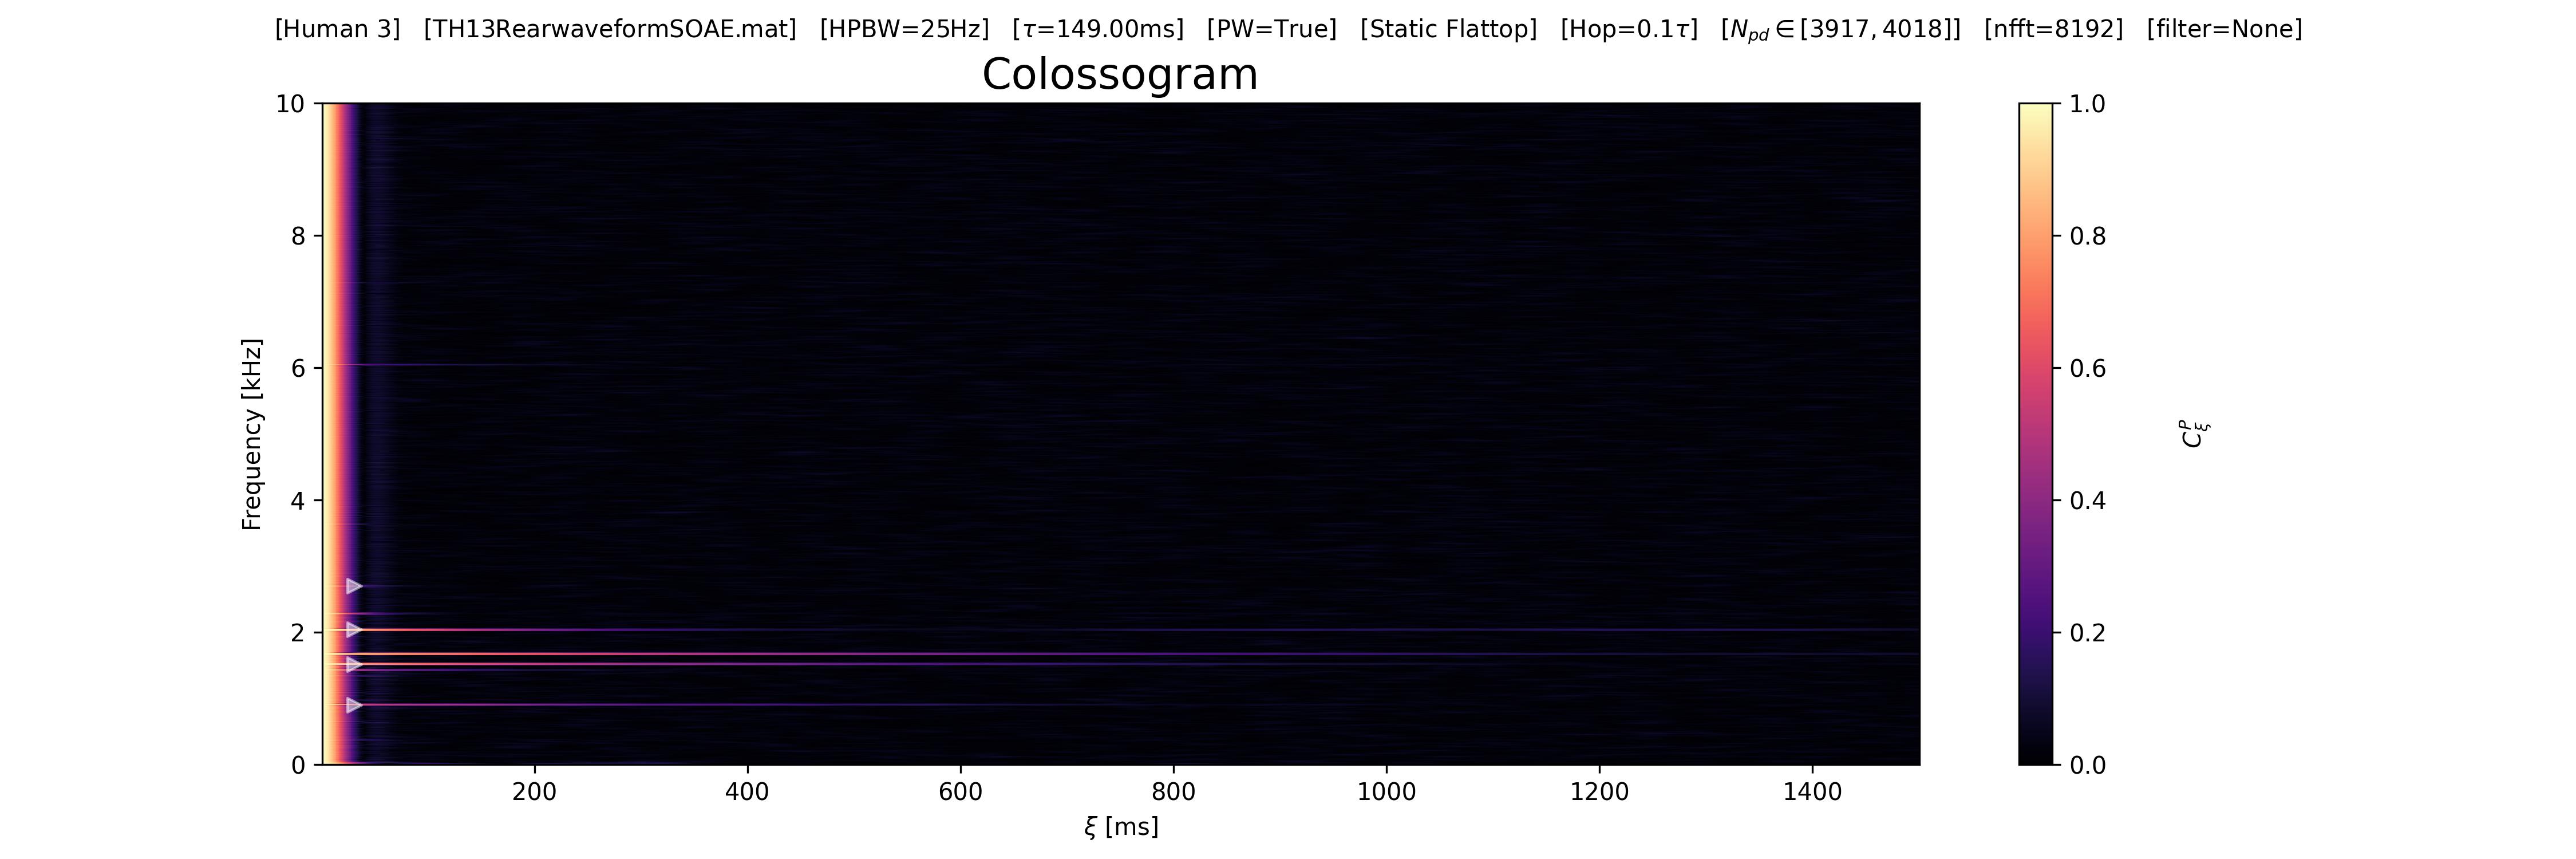 [Human 3] [TH13RearwaveformSOAE.mat] [HPBW=25Hz] [τ=149.00ms] [PW=True] [Static Flattop] [Hop=0.1τ] [N_pd ∈ [3917, 4018]] [nfft=8192] [filter=None]
Colossogram
10
8
6
4
2
0
Frequency [kHz]
200 400 600 800 1000 1200 1400
ξ [ms]
1.0
0.8
0.6
0.4
0.2
0.0
C_ξ^P